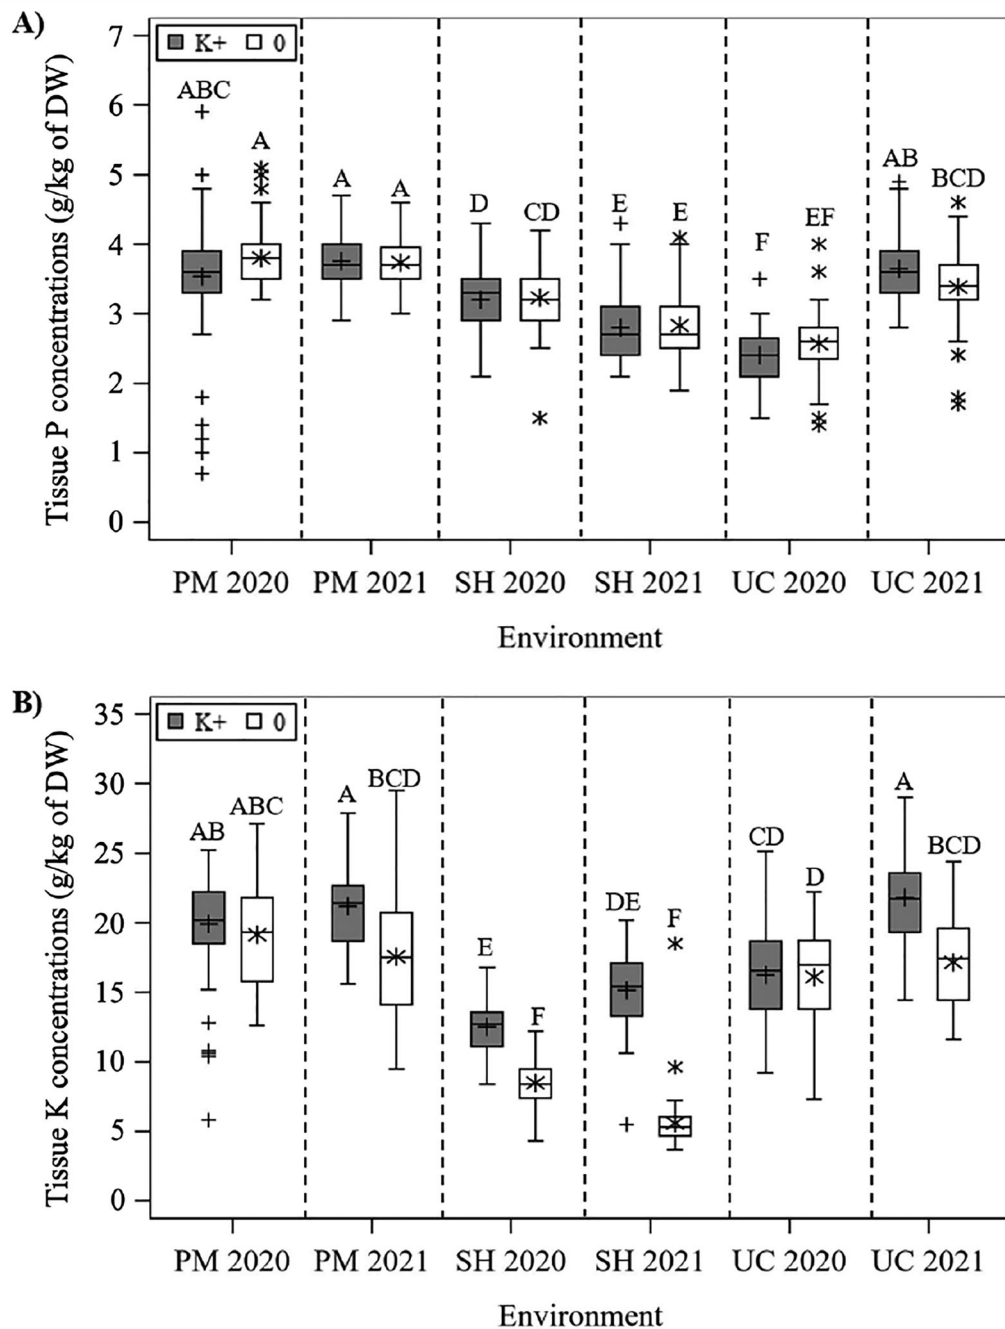 A)
Tissue P concentrations (g/kg of DW)
7
6
5
4
3
2
1
0
K+ 0
ABC
A
A
A
D
CD
E
E
F
EF
AB
BCD
PM 2020 PM 2021 SH 2020 SH 2021 UC 2020 UC 2021
Environment
B)
Tissue K concentrations (g/kg of DW)
35
30
25
20
15
10
5
0
K+ 0
AB
ABC
A
BCD
E
F
DE
F
CD
D
A
BCD
PM 2020 PM 2021 SH 2020 SH 2021 UC 2020 UC 2021
Environment